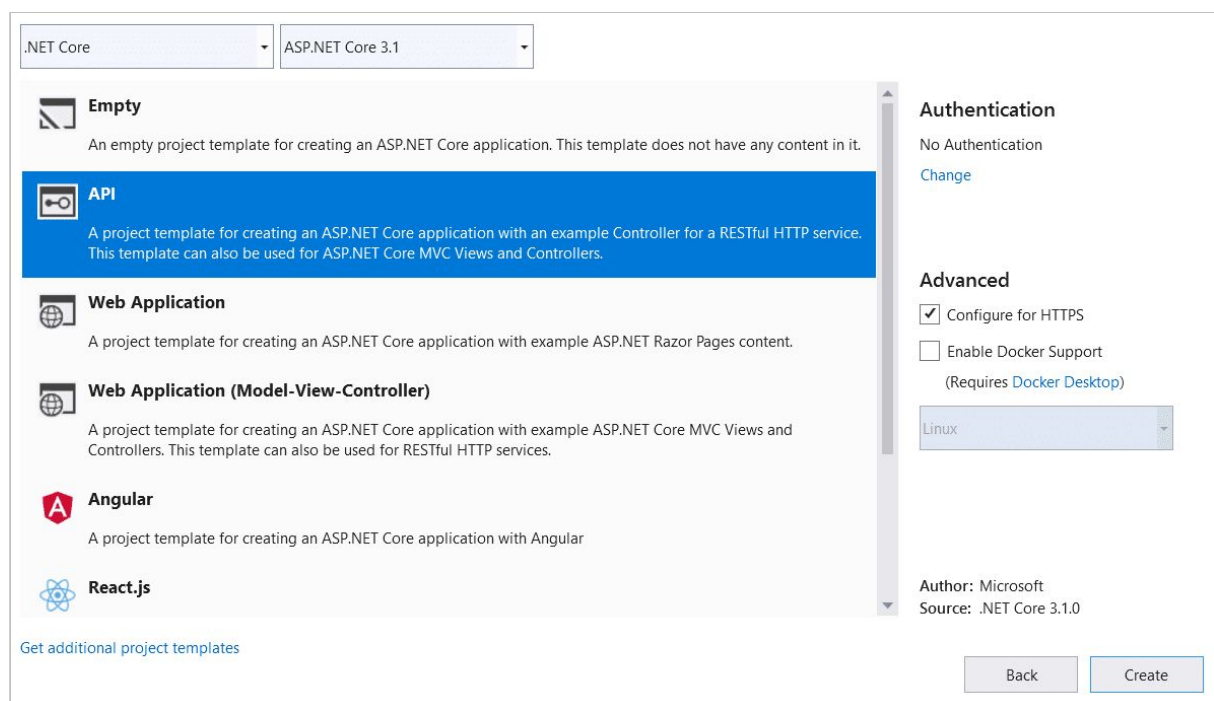 .NET Core
ASP.NET Core 3.1
Empty
An empty project template for creating an ASP.NET Core application. This template does not have any content in it.
API
A project template for creating an ASP.NET Core application with an example Controller for a RESTful HTTP service.
This template can also be used for ASP.NET Core MVC Views and Controllers.
Web Application
A project template for creating an ASP.NET Core application with example ASP.NET Razor Pages content.
Web Application (Model-View-Controller)
A project template for creating an ASP.NET Core application with example ASP.NET Core MVC Views and
Controllers. This template can also be used for RESTful HTTP services.
Angular
A project template for creating an ASP.NET Core application with Angular
React.js
Get additional project templates
Authentication
No Authentication
Change
Advanced
Configure for HTTPS
Enable Docker Support
(Requires Docker Desktop)
Linux
Author: Microsoft
Source: .NET Core 3.1.0
Back
Create